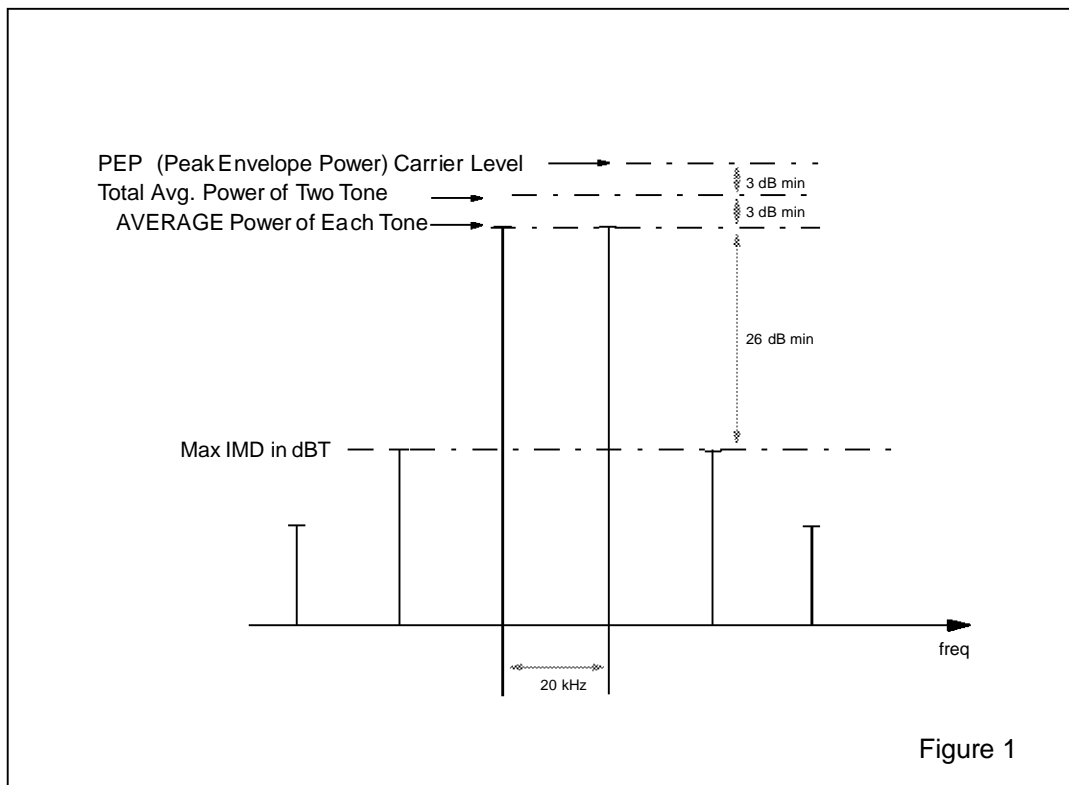 PEP (Peak Envelope Power) Carrier Level
3 dB min
Total Avg. Power of Two Tone
3 dB min
AVERAGE Power of Each Tone
26 dB min
Max IMD in dBT
freq
20 kHz
Figure 1